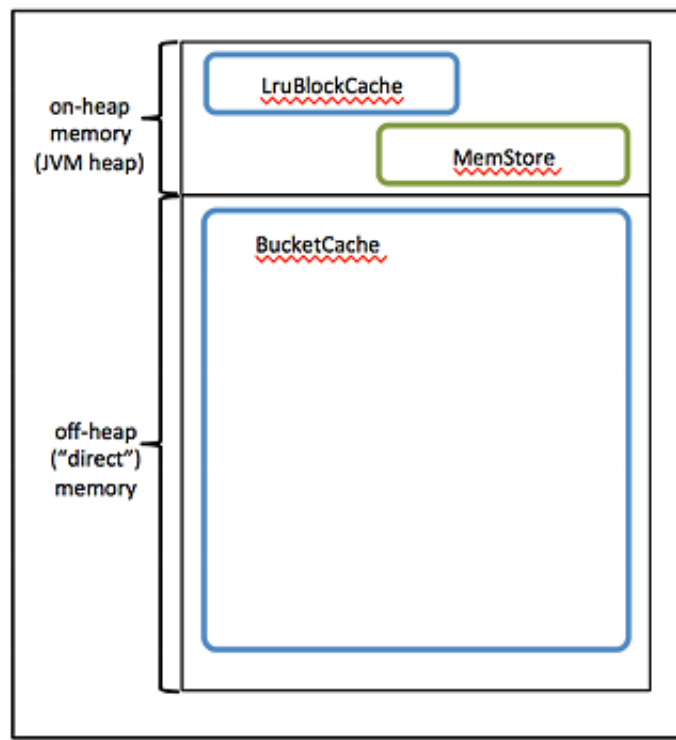 on-heap
memory
(JVM heap)
LruBlockCache
MemStore
BucketCache
off-heap
(“direct”)
memory